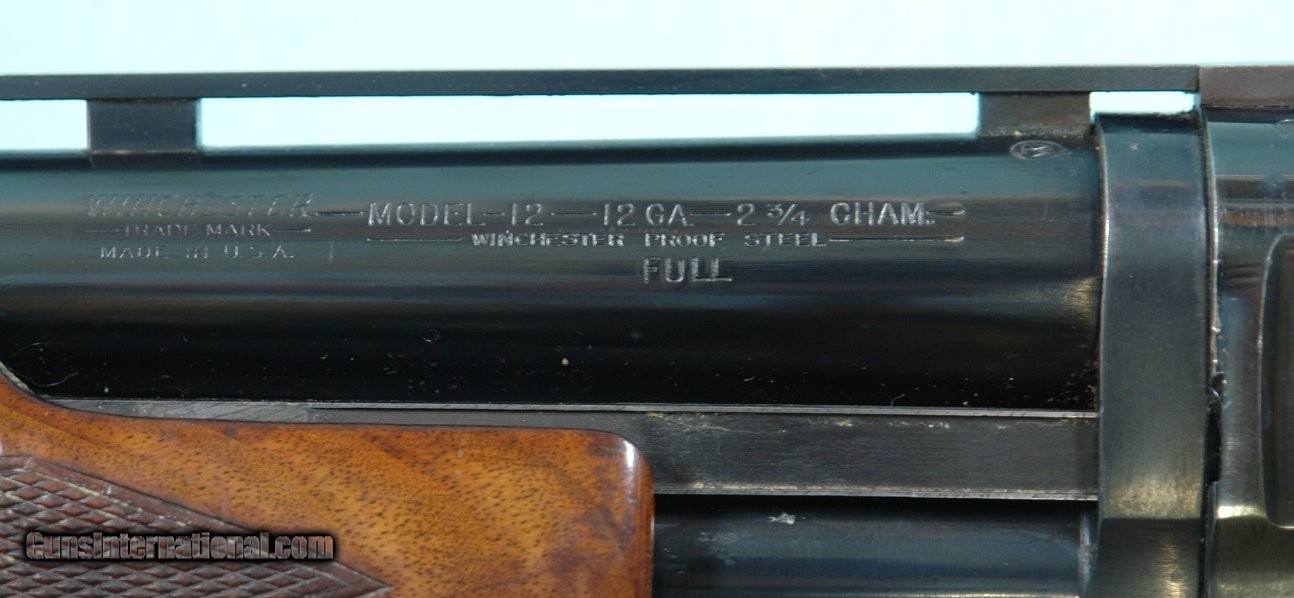 W
WINCHESTER — MODEL-12 — 12 GA. — 2 3/4 CHAM.
TRADE MARK — WINCHESTER PROOF STEEL —
MADE IN U.S.A.
FULL
GunsInternational.com